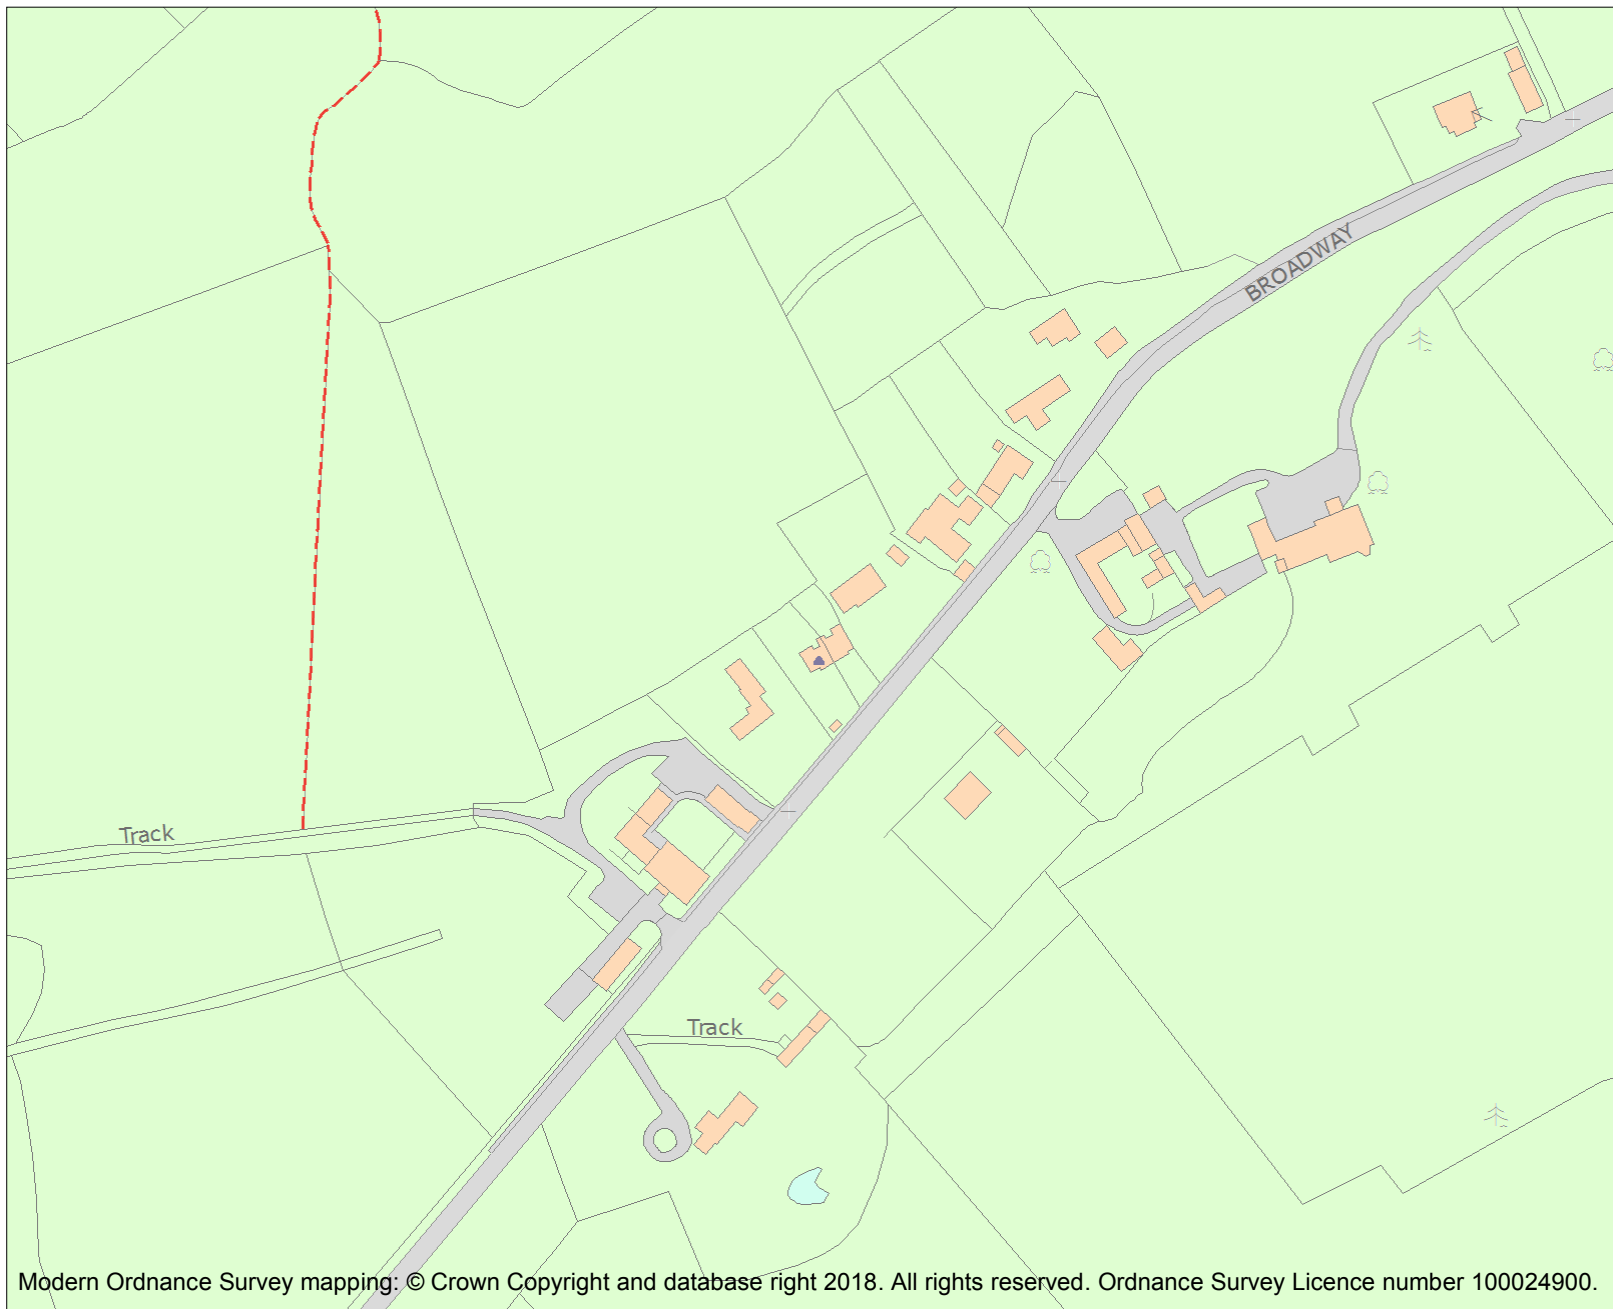 BROADWAY
Track
Track
Modern Ordnance Survey mapping: © Crown Copyright and database right 2018. All rights reserved. Ordnance Survey Licence number 100024900.